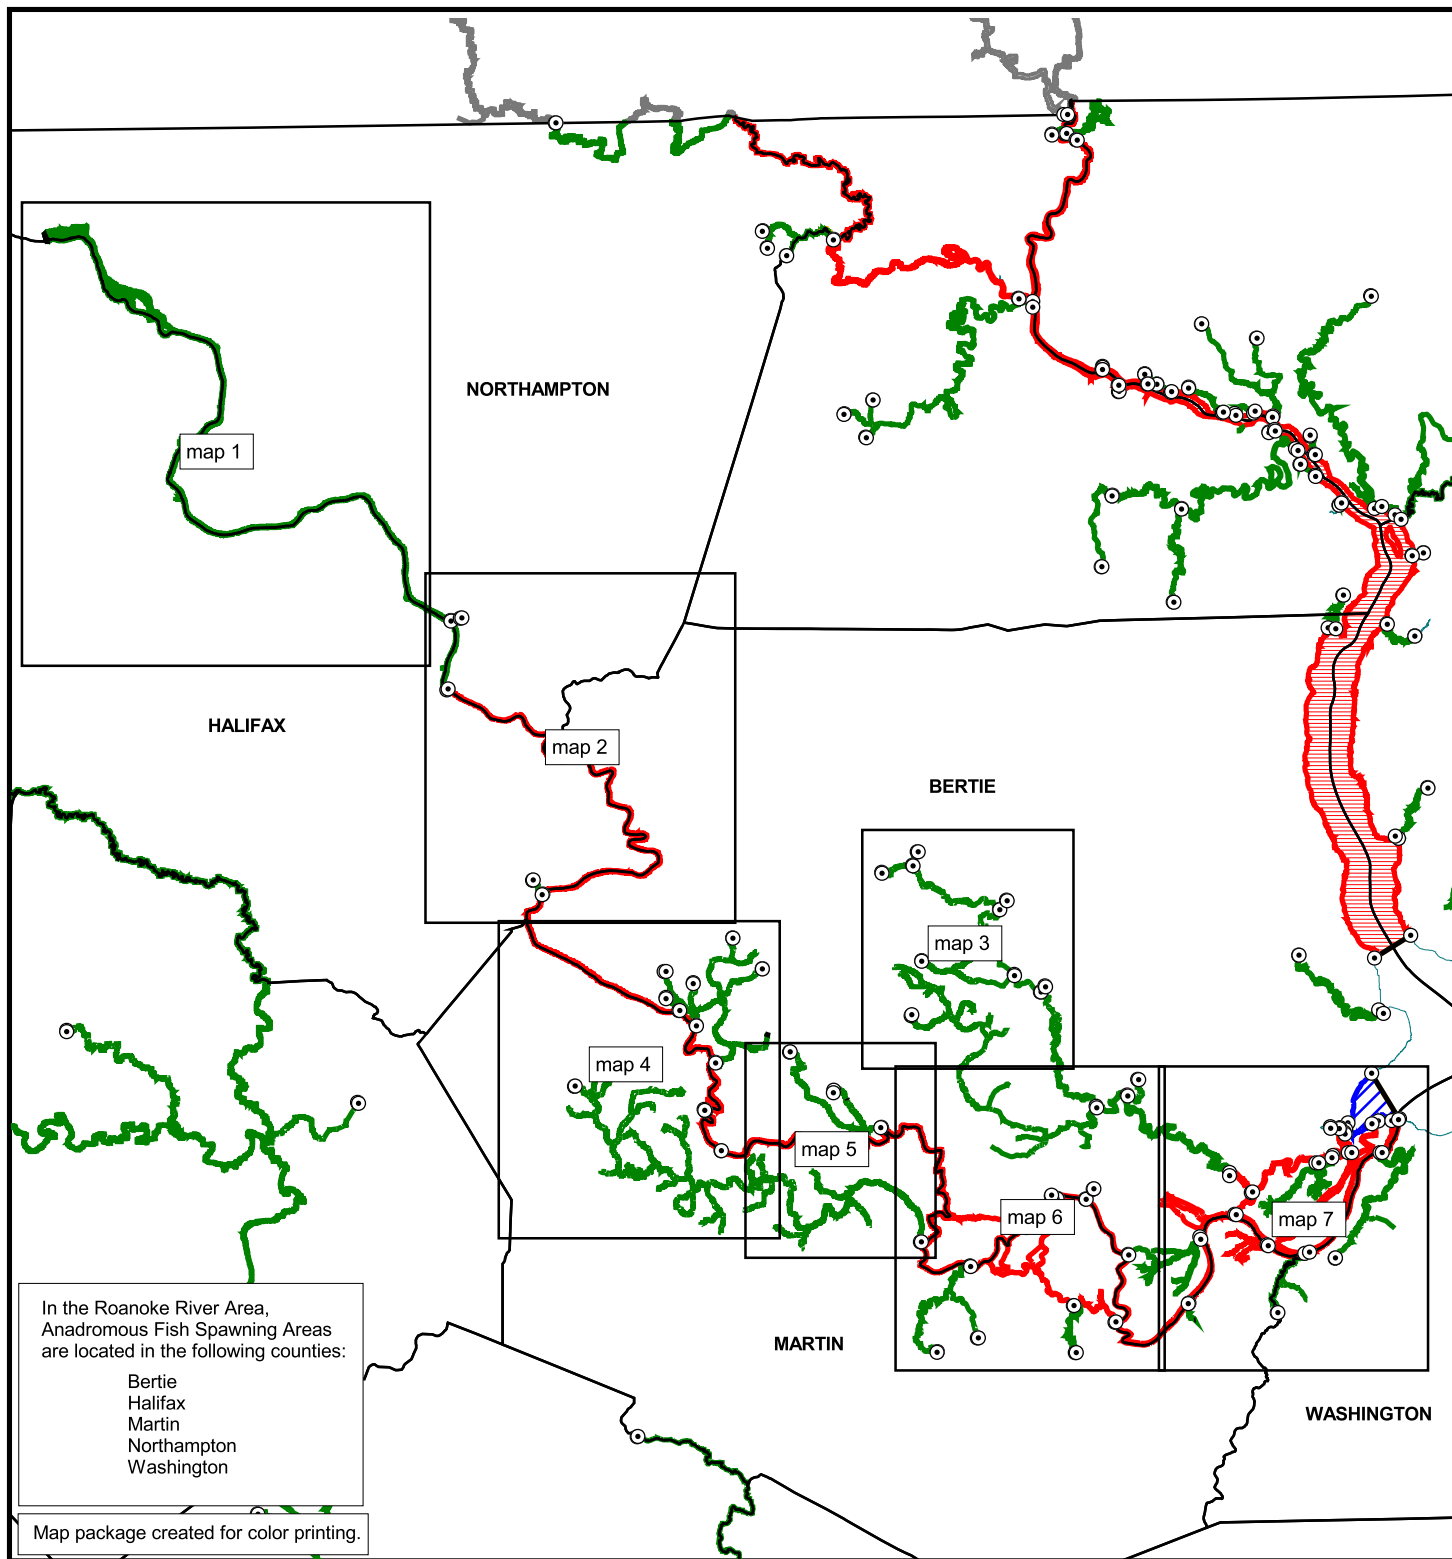 NORTHAMPTON
map 1
HALIFAX
map 2
BERTIE
map 3
map 4
map 5
map 6
map 7
MARTIN
WASHINGTON
In the Roanoke River Area,
Anadromous Fish Spawning Areas
are located in the following counties:
Bertie
Halifax
Martin
Northampton
Washington
Map package created for color printing.